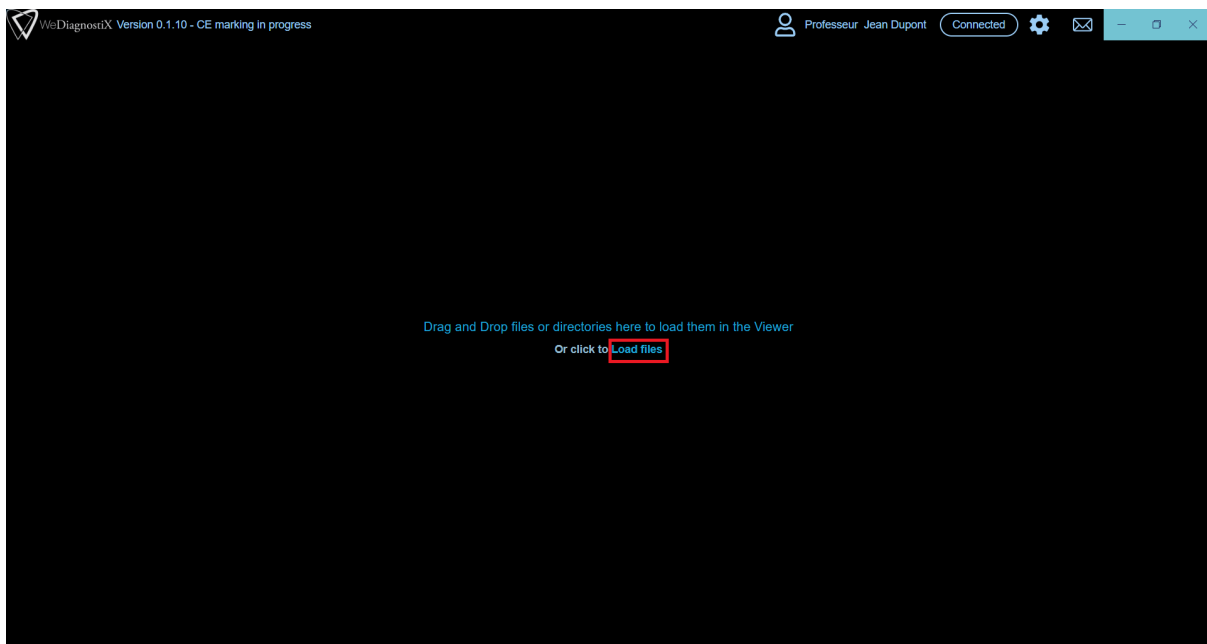 WeDiagnostiX Version 0.1.10 - CE marking in progress
Professeur Jean Dupont
Connected
Drag and Drop files or directories here to load them in the Viewer
Or click to Load files